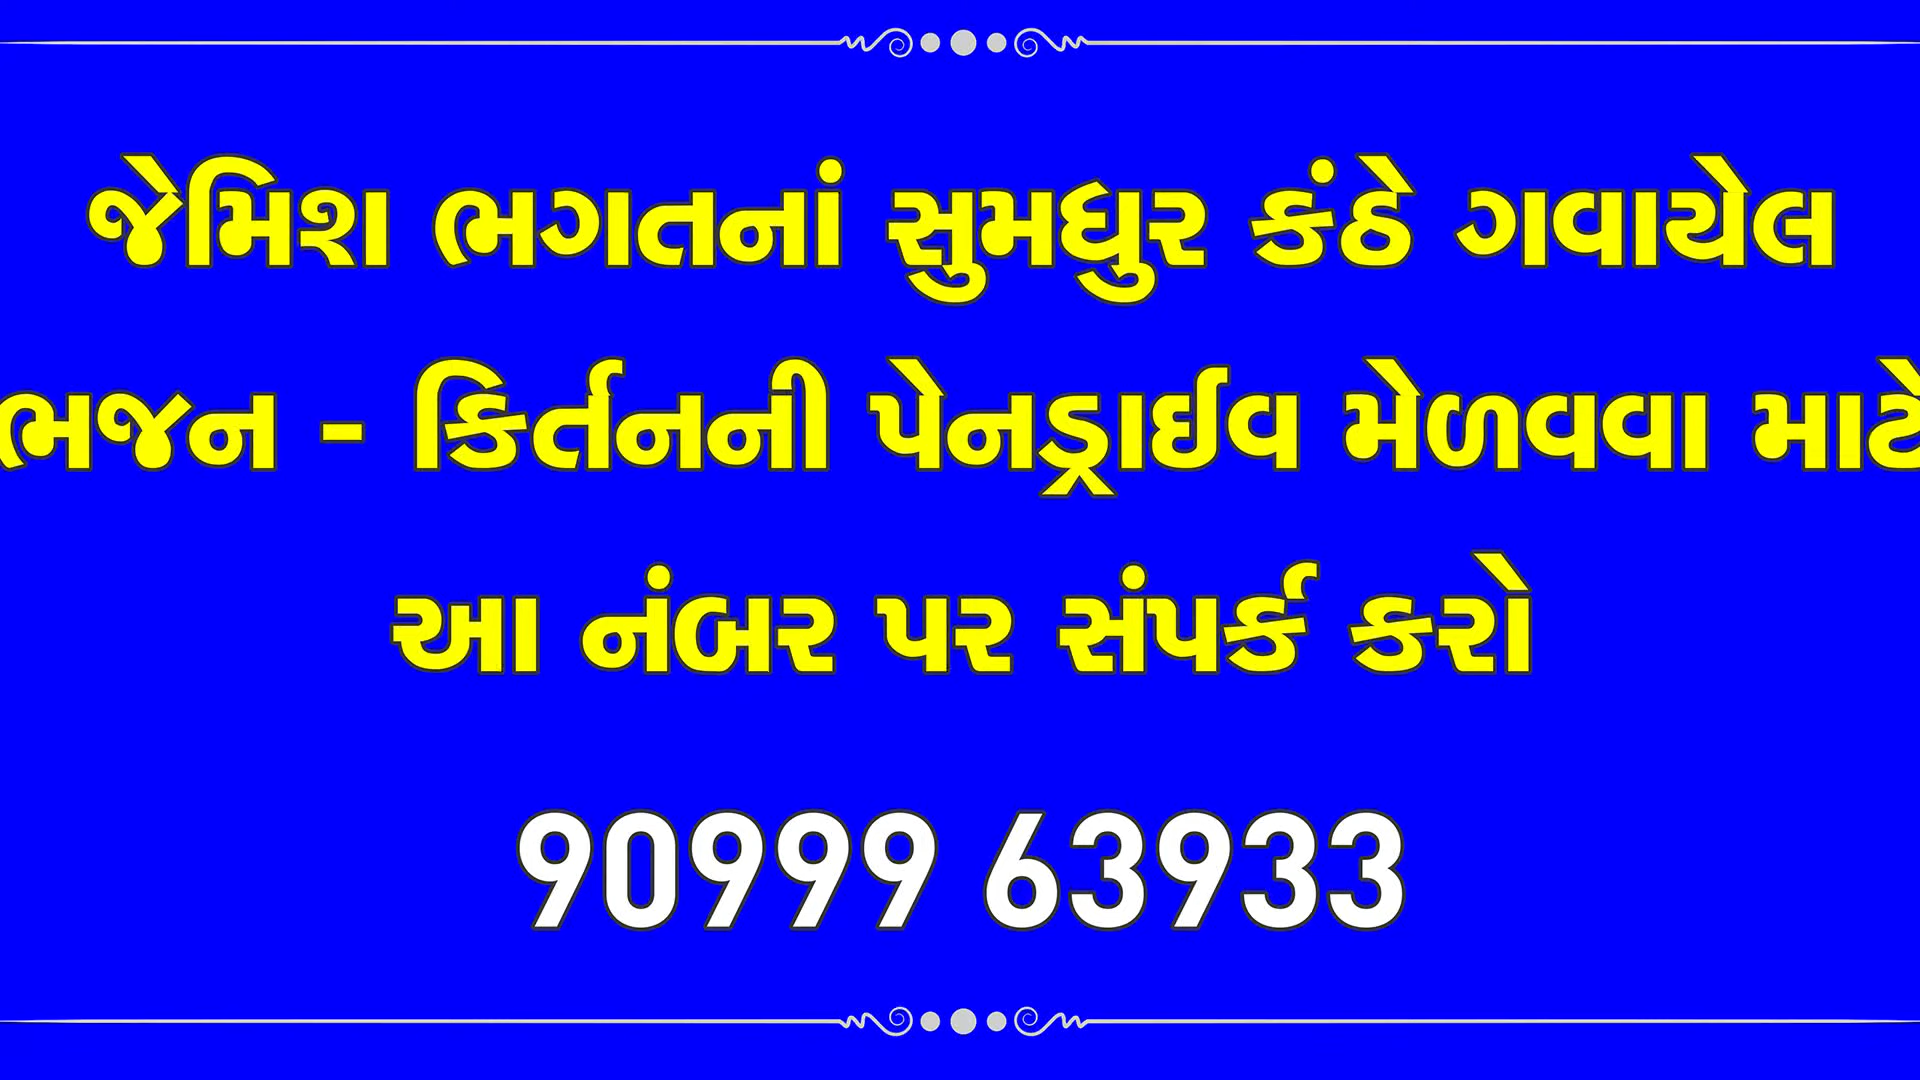 જેમિશ ભગતનાં સુમધુર કંઠે ગવાયેલ
ભજન - કિર્તનની પેનડ્રાઈવ મેળવવા માટે
આ નંબર પર સંપર્ક કરો
90999 63933